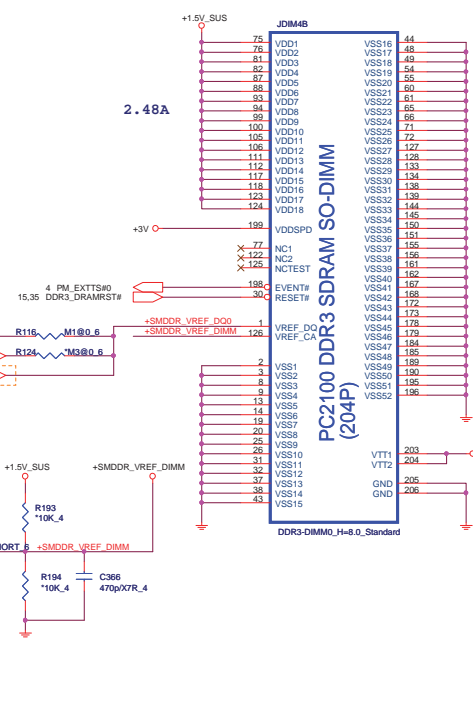 +1.5V_SUS
JDIM4B
2.48A
75 VDD1 VSS16 44
76 VDD2 VSS17 48
81 VDD3 VSS18 49
82 VDD4 VSS19 54
87 VDD5 VSS20 55
88 VDD6 VSS21 60
93 VDD7 VSS22 61
94 VDD8 VSS23 65
99 VDD9 VSS24 66
100 VDD10 VSS25 71
105 VDD11 VSS26 72
106 VDD12 VSS27 127
111 VDD13 VSS28 128
112 VDD14 VSS29 133
117 VDD15 VSS30 134
118 VDD16 VSS31 138
123 VDD17 VSS32 139
124 VDD18 VSS33 144
VSS34 145
+3V 199 VDDSPD VSS35 150
VSS36 151
77 NC1 VSS37 155
122 NC2 VSS38 156
125 NCTEST VSS39 161
VSS40 162
4 PM_EXTTS#0 198 EVENT# VSS41 167
15,35 DDR3_DRAMRST# 30 RESET# VSS42 168
VSS43 172
VSS44 173
+SMDDR_VREF_DQ0 1 VREF_DQ VSS45 178
+SMDDR_VREF_DIMM 126 VREF_CA VSS46 179
R116 M1@0_6
VSS47 184
VSS48 185
R124 *M3@0_6
2 VSS1 VSS49 189
3 VSS2 VSS50 190
8 VSS3 VSS51 195
9 VSS4 VSS52 196
13 VSS5
14 VSS6
19 VSS7
20 VSS8
25 VSS9
26 VSS10 VTT1 203
31 VSS11 VTT2 204
32 VSS12
37 VSS13 GND 205
38 VSS14 GND 206
43 VSS15
PC2100 DDR3 SDRAM SO-DIMM
(204P)
DDR3-DIMM0_H=8.0_Standard
+1.5V_SUS
+SMDDR_VREF_DIMM
R193
*10K_4
ORT_6 +SMDDR_VREF_DIMM
R194
*10K_4
C366
470p/X7R_4